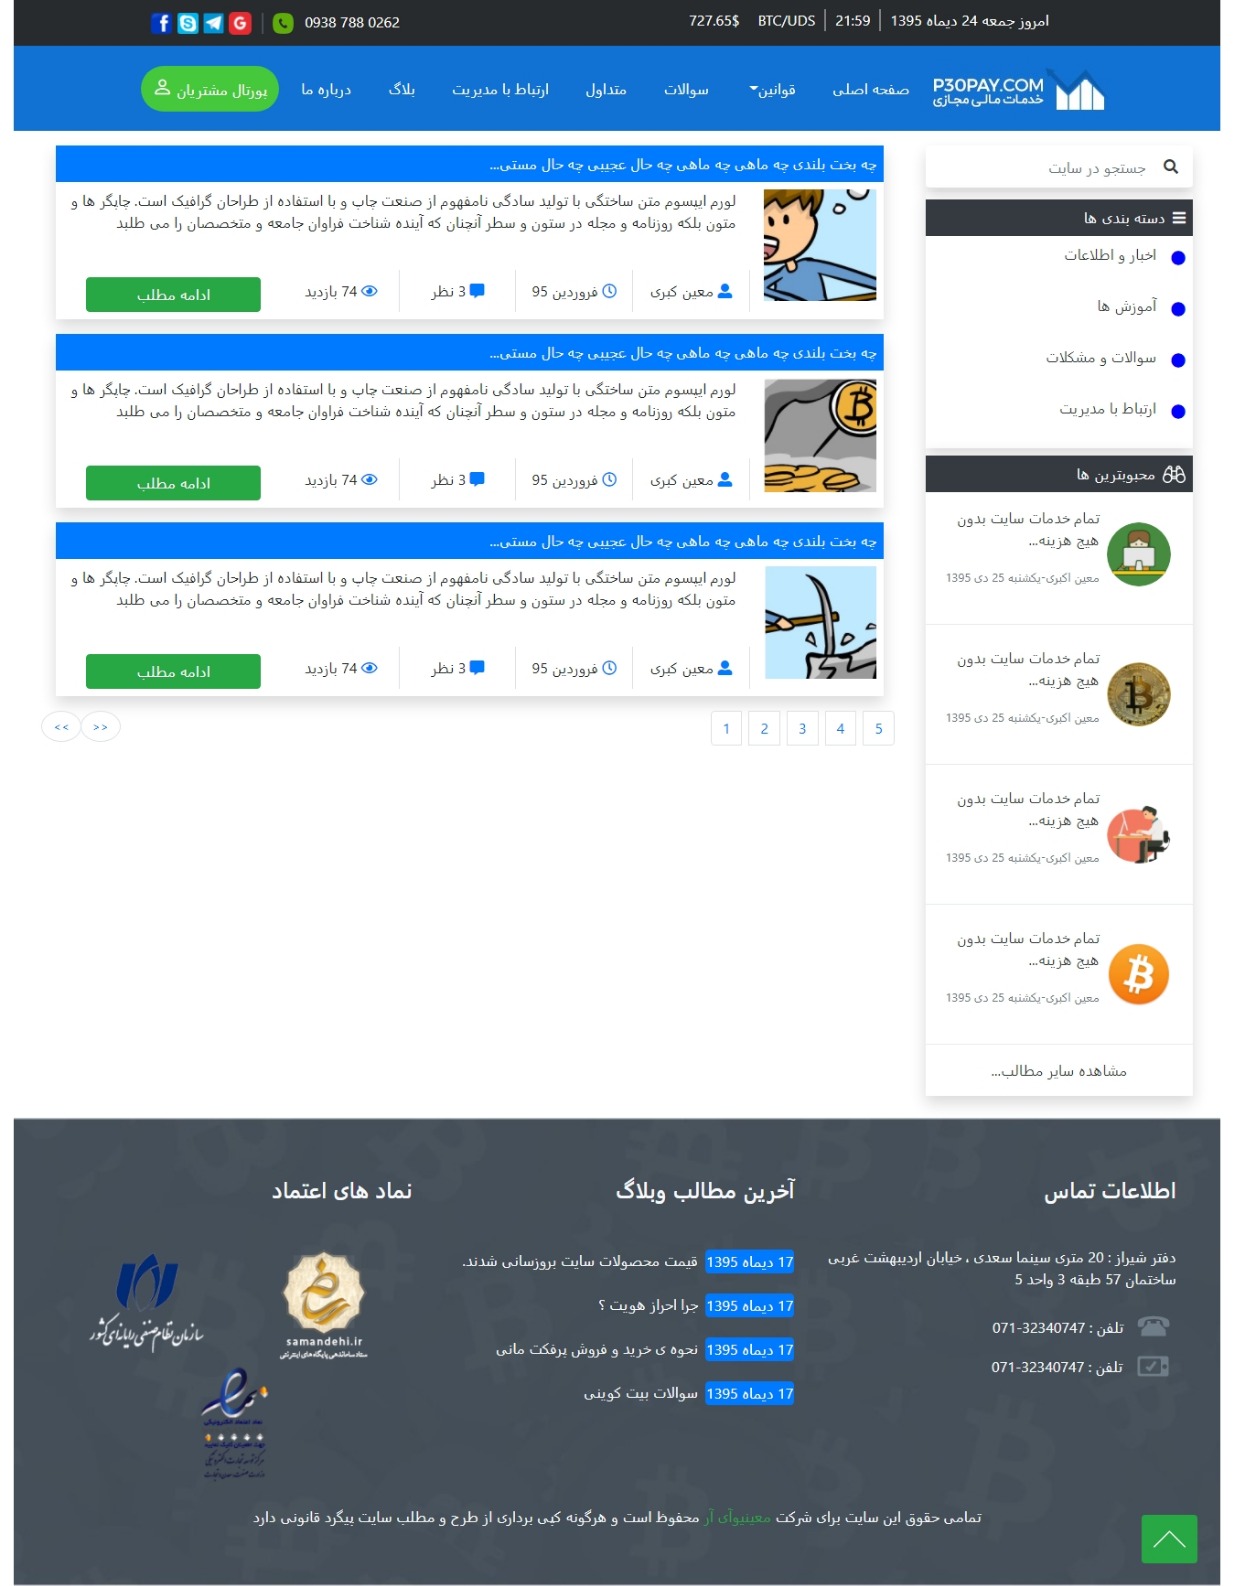 امروز جمعه 24 دیماه 1395
21:59
BTC/UDS 727.65$
0938 788 0262
P30PAY.COM
خدمات مالی مجازی
صفحه اصلی
قوانین
سوالات
متداول
ارتباط با مدیریت
بلاگ
درباره ما
پورتال مشتریان
جستجو در سایت
دسته بندی ها
اخبار و اطلاعات
آموزش ها
سوالات و مشکلات
ارتباط با مدیریت
محبوبترین ها
تمام خدمات سایت بدون
هیچ هزینه...
معین اکبری-یکشنبه 25 دی 1395
تمام خدمات سایت بدون
هیچ هزینه...
معین اکبری-یکشنبه 25 دی 1395
تمام خدمات سایت بدون
هیچ هزینه...
معین اکبری-یکشنبه 25 دی 1395
تمام خدمات سایت بدون
هیچ هزینه...
معین اکبری-یکشنبه 25 دی 1395
مشاهده سایر مطالب...
چه بخت بلندی چه ماهی چه ماهی چه حال عجیبی چه حال مستی...
لورم ایپسوم متن ساختگی با تولید سادگی نامفهوم از صنعت چاپ و با استفاده از طراحان گرافیک است. چاپگر ها و
متون بلکه روزنامه و مجله در ستون و سطر آنچنان که آینده شناخت فراوان جامعه و متخصصان را می طلبد
معین کبری
فروردین 95
3 نظر
74 بازدید
ادامه مطلب
چه بخت بلندی چه ماهی چه ماهی چه حال عجیبی چه حال مستی...
لورم ایپسوم متن ساختگی با تولید سادگی نامفهوم از صنعت چاپ و با استفاده از طراحان گرافیک است. چاپگر ها و
متون بلکه روزنامه و مجله در ستون و سطر آنچنان که آینده شناخت فراوان جامعه و متخصصان را می طلبد
معین کبری
فروردین 95
3 نظر
74 بازدید
ادامه مطلب
چه بخت بلندی چه ماهی چه ماهی چه حال عجیبی چه حال مستی...
لورم ایپسوم متن ساختگی با تولید سادگی نامفهوم از صنعت چاپ و با استفاده از طراحان گرافیک است. چاپگر ها و
متون بلکه روزنامه و مجله در ستون و سطر آنچنان که آینده شناخت فراوان جامعه و متخصصان را می طلبد
معین کبری
فروردین 95
3 نظر
74 بازدید
ادامه مطلب
<< >> 1 2 3 4 5
اطلاعات تماس
دفتر شیراز : 20 متری سینما سعدی ، خیابان اردیبهشت غربی
ساختمان 57 طبقه 3 واحد 5
تلفن : 32340747-071
تلفن : 32340747-071
آخرین مطالب وبلاگ
17 دیماه 1395 قیمت محصولات سایت بروزسانی شدند.
17 دیماه 1395 چرا احراز هویت ؟
17 دیماه 1395 نحوه ی خرید و فروش پرفکت مانی
17 دیماه 1395 سوالات بیت کوینی
نماد های اعتماد
samandehi.ir
ستاد ساماندهی پایگاه های اینترنتی
سازمان نظام صنفی رایانه‌ای کشور
نماد اعتماد الکترونیکی
تمامی حقوق این سایت برای شرکت معینیوآی آر محفوظ است و هرگونه کپی برداری از طرح و مطلب سایت پیگرد قانونی دارد